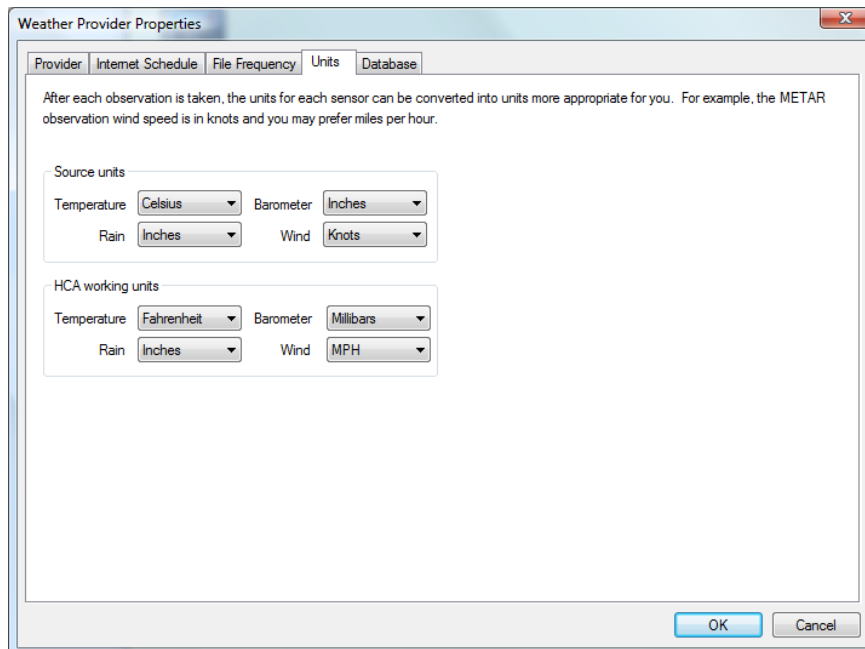 Weather Provider Properties
Provider Internet Schedule File Frequency Units Database
After each observation is taken, the units for each sensor can be converted into units more appropriate for you. For example, the METAR
observation wind speed is in knots and you may prefer miles per hour.
Source units
Temperature Celsius Barometer Inches
Rain Inches Wind Knots
HCA working units
Temperature Fahrenheit Barometer Millibars
Rain Inches Wind MPH
OK Cancel